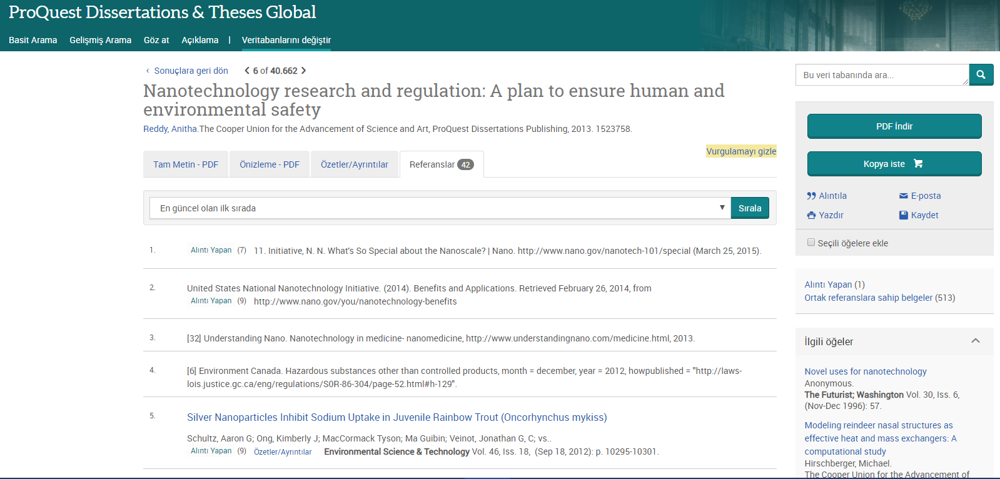 ProQuest Dissertations & Theses Global
Basit Arama Gelişmiş Arama Göz at Açıklama | Veritabanlarını değiştir
‹ Sonuçlara geri dön < 6 of 40.662 >
Nanotechnology research and regulation: A plan to ensure human and
environmental safety
Reddy, Anitha.The Cooper Union for the Advancement of Science and Art, ProQuest Dissertations Publishing, 2013. 1523758.
Vurgulamayı gizle
Tam Metin - PDF Önizleme - PDF Özetler/Ayrıntılar Referanslar 42
En güncel olan ilk sırada ▼ Sırala
1. Alıntı Yapan (7) 11. Initiative, N. N. What's So Special about the Nanoscale? | Nano. http://www.nano.gov/nanotech-101/special (March 25, 2015).
2. United States National Nanotechnology Initiative. (2014). Benefits and Applications. Retrieved February 26, 2014, from
Alıntı Yapan (9) http://www.nano.gov/you/nanotechnology-benefits
3. [32] Understanding Nano. Nanotechnology in medicine- nanomedicine, http://www.understandingnano.com/medicine.html, 2013.
4. [6] Environment Canada. Hazardous substances other than controlled products, month = december, year = 2012, howpublished = "http://laws-
lois.justice.gc.ca/eng/regulations/S0R-86-304/page-52.html#h-129".
5. Silver Nanoparticles Inhibit Sodium Uptake in Juvenile Rainbow Trout (Oncorhynchus mykiss)
Schultz, Aaron G; Ong, Kimberly J; MacCormack Tyson; Ma Guibin; Veinot, Jonathan G, C; vs..
Alıntı Yapan (9) Özetler/Ayrıntılar Environmental Science & Technology Vol. 46, Iss. 18, (Sep 18, 2012): p. 10295-10301.
Bu veri tabanında ara...
PDF İndir
Kopya iste
Alıntıla E-posta
Yazdır Kaydet
Seçili öğelere ekle
Alıntı Yapan (1)
Ortak referanslara sahip belgeler (513)
İlgili öğeler
Novel uses for nanotechnology
Anonymous.
The Futurist; Washington Vol. 30, Iss. 6,
(Nov-Dec 1996): 57.
Modeling reindeer nasal structures as
effective heat and mass exchangers: A
computational study
Hirschberger, Michael.
The Cooper Union for the Advancement of